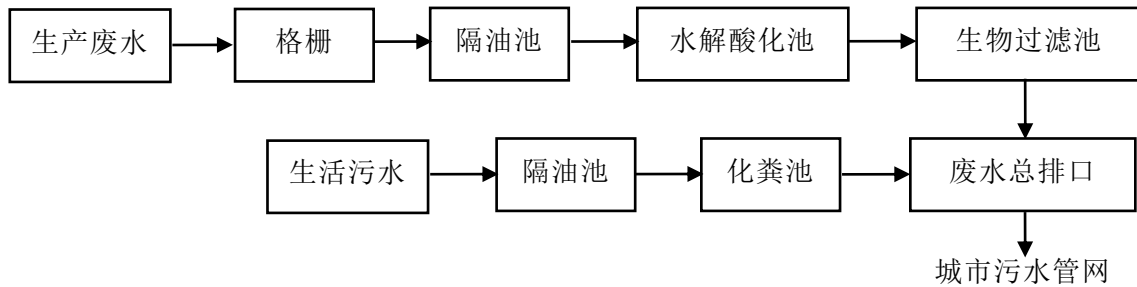 生产废水 格栅 隔油池 水解酸化池 生物过滤池
生活污水 隔油池 化粪池 废水总排口
城市污水管网